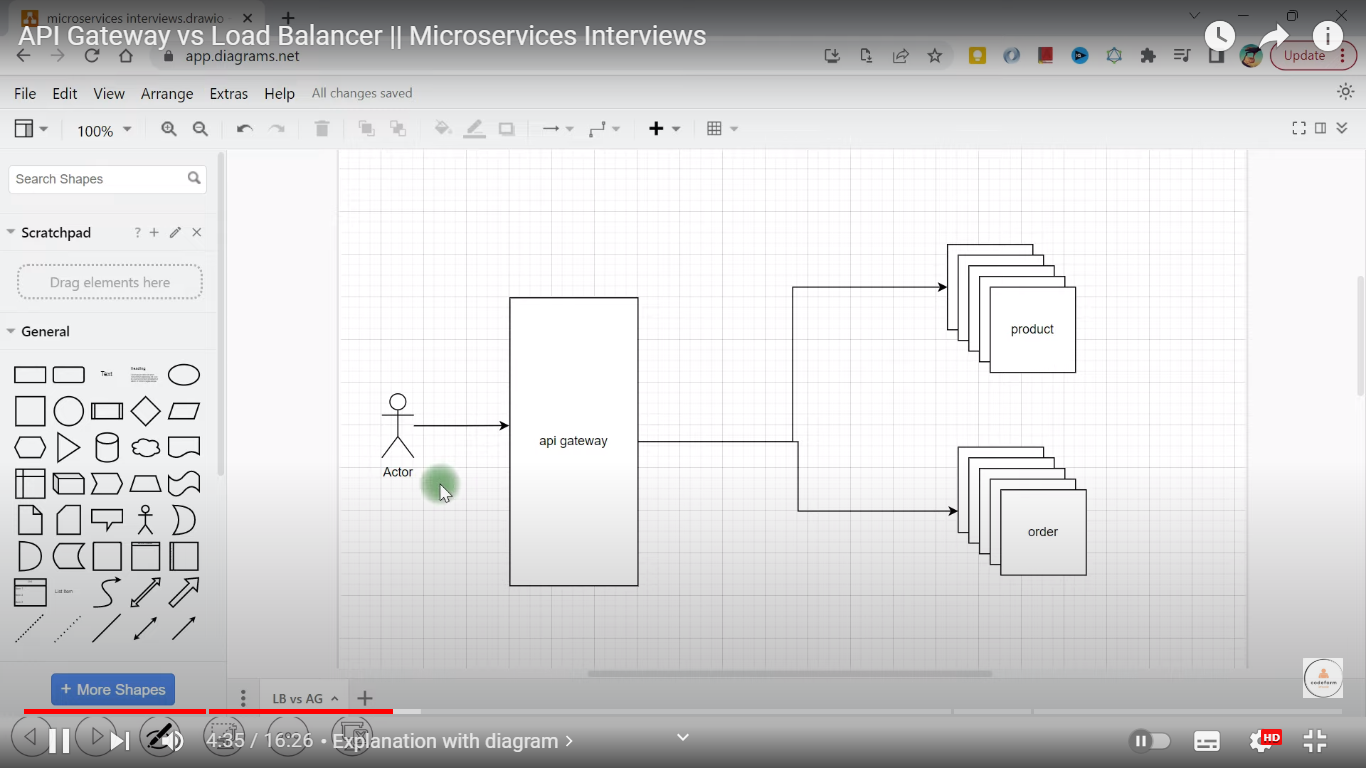 microservices interviews.drawio
API Gateway vs Load Balancer || Microservices Interviews
app.diagrams.net
Update
File Edit View Arrange Extras Help All changes saved
100%
Search Shapes
Scratchpad
?
Drag elements here
General
Text
Heading
List Item
product
api gateway
Actor
order
+ More Shapes
LB vs AG
codefarm
4:35 / 16:26 • Explanation with diagram
HD